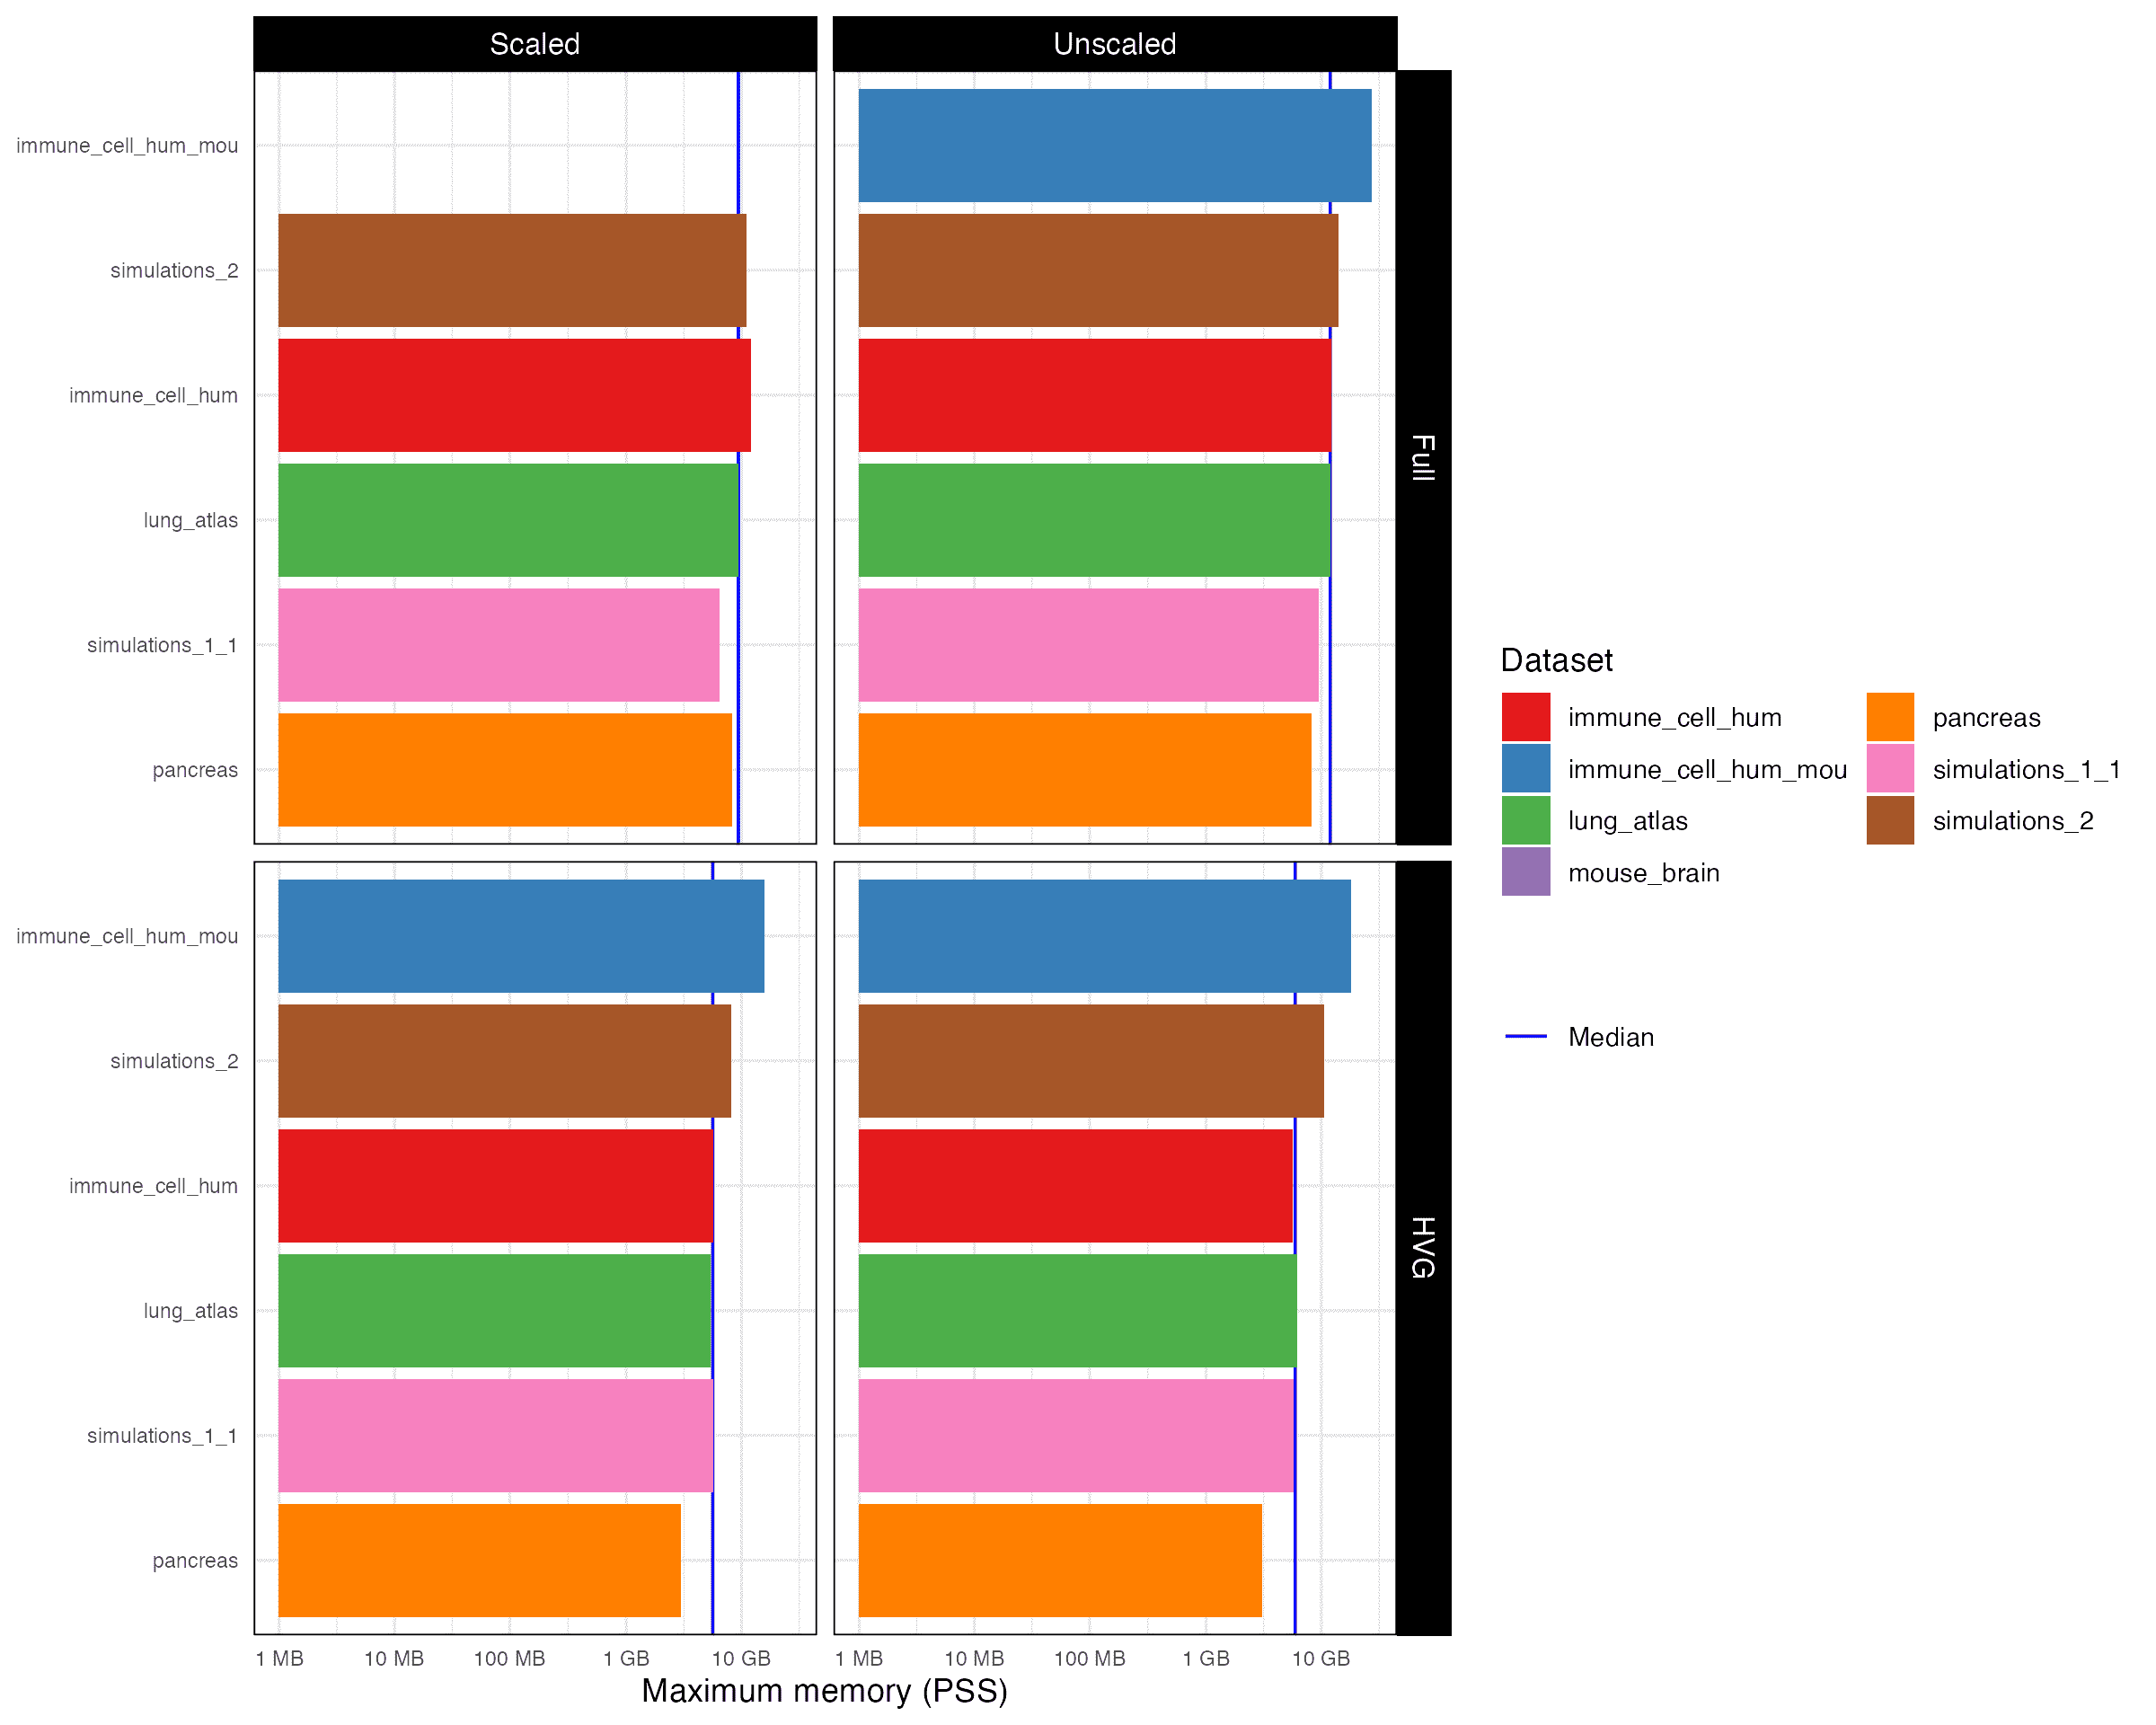 Scaled
Unscaled
immune_cell_hum_mou
simulations_2
immune_cell_hum
lung_atlas
simulations_1_1
pancreas
Full
immune_cell_hum_mou
simulations_2
immune_cell_hum
lung_atlas
simulations_1_1
pancreas
HVG
1 MB 10 MB 100 MB 1 GB 10 GB
1 MB 10 MB 100 MB 1 GB 10 GB
Maximum memory (PSS)
Dataset
immune_cell_hum
immune_cell_hum_mou
lung_atlas
mouse_brain
pancreas
simulations_1_1
simulations_2
Median